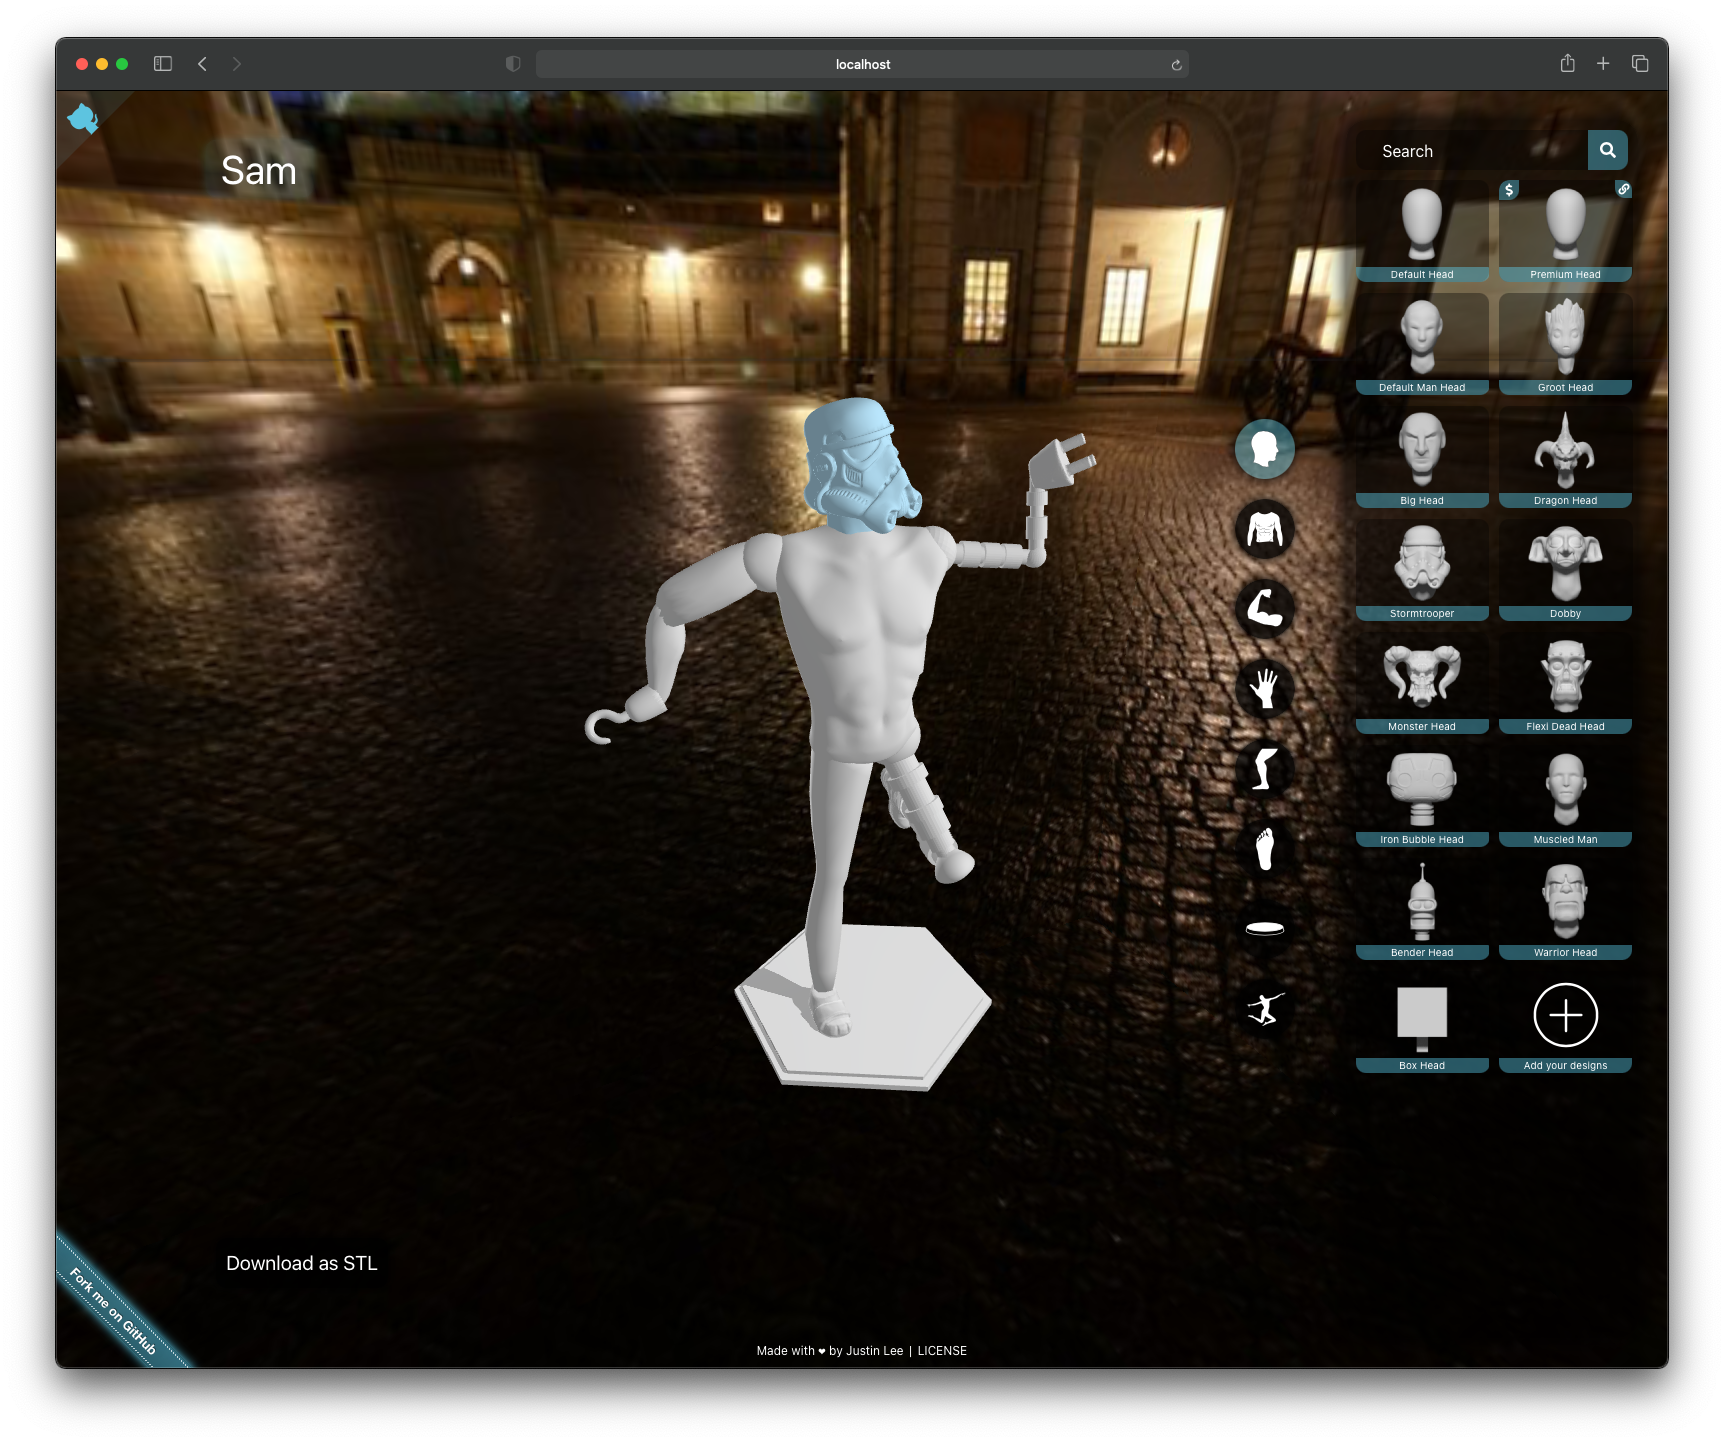 localhost
Sam
Search
$
Default Head
Premium Head
Default Man Head
Groot Head
Big Head
Dragon Head
Stormtrooper
Dobby
Monster Head
Flexi Dead Head
Iron Bubble Head
Muscled Man
Bender Head
Warrior Head
Box Head
Add your designs
Download as STL
Fork me on GitHub
Made with ❤ by Justin Lee | LICENSE